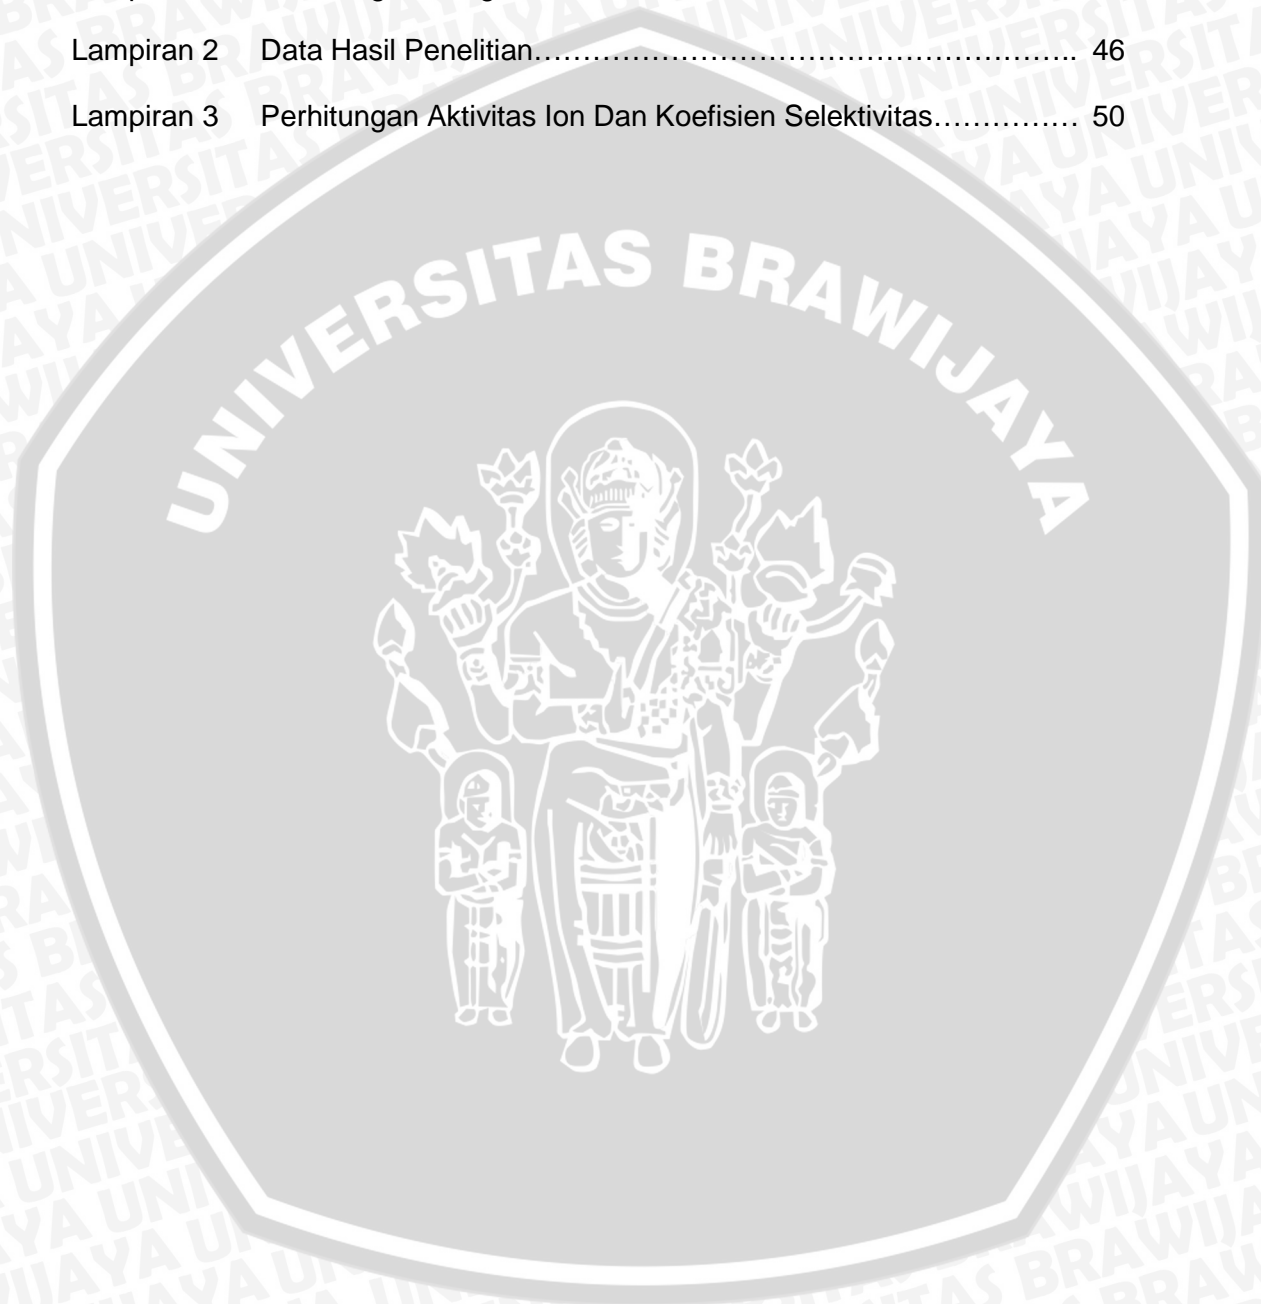 Lampiran 2 Data Hasil Penelitian……………………………………………….. 46
Lampiran 3 Perhitungan Aktivitas Ion Dan Koefisien Selektivitas…………… 50
UNIVERSITAS BRAWIJAYA